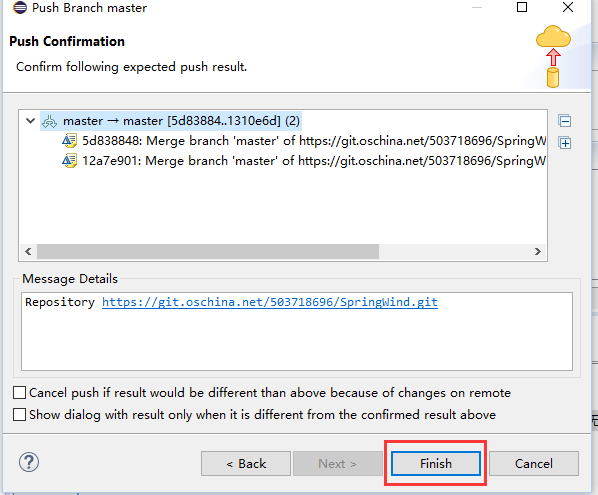 Push Branch master
Push Confirmation
Confirm following expected push result.
master → master [5d83884..1310e6d] (2)
5d838848: Merge branch 'master' of https://git.oschina.net/503718696/SpringW
12a7e901: Merge branch 'master' of https://git.oschina.net/503718696/SpringW
Message Details
Repository https://git.oschina.net/503718696/SpringWind.git
Cancel push if result would be different than above because of changes on remote
Show dialog with result only when it is different from the confirmed result above
?
< Back
Next >
Finish
Cancel